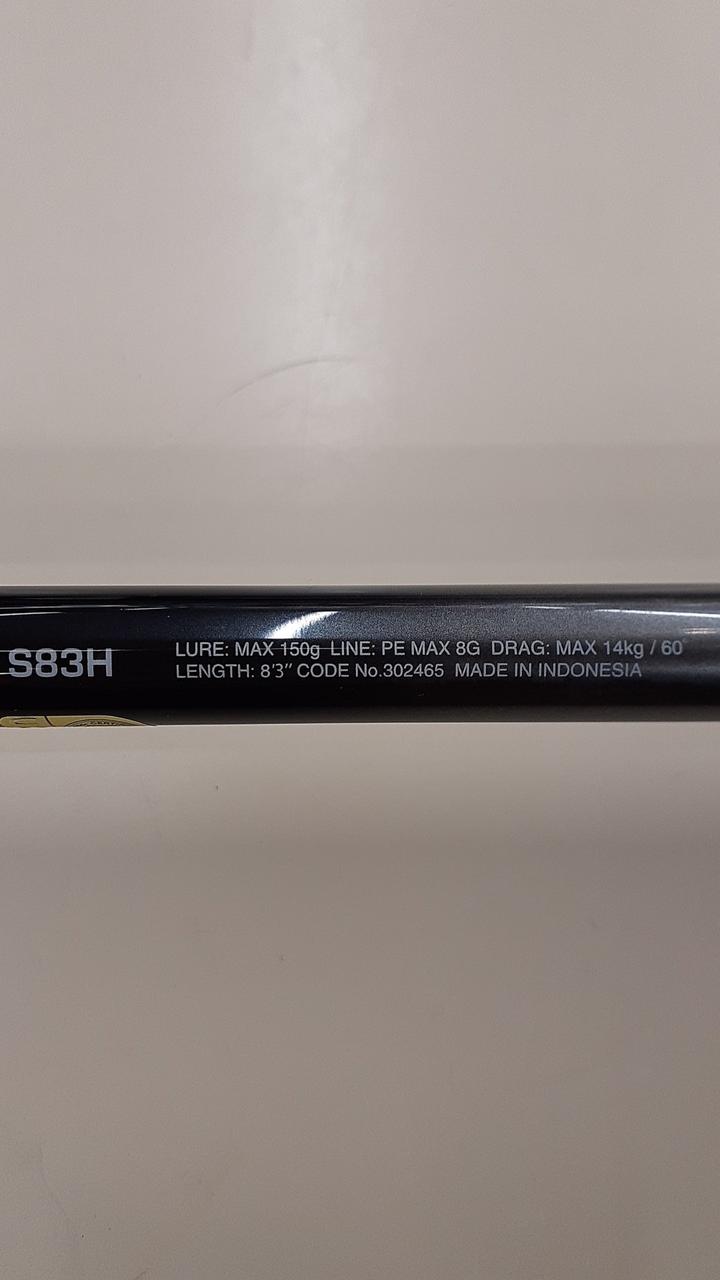 S83H
LURE: MAX 150g LINE: PE MAX 8G DRAG: MAX 14kg / 60°
LENGTH: 8'3" CODE No.302465 MADE IN INDONESIA